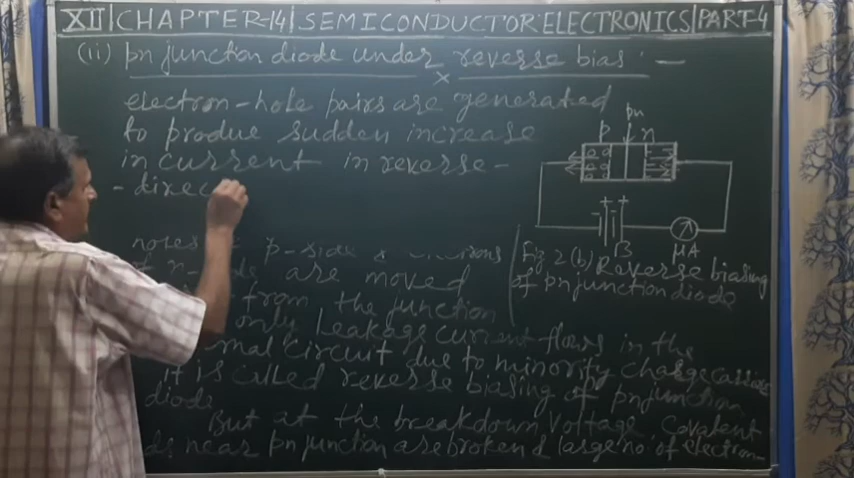 XII|CHAPTER-14|SEMICONDUCTOR ELECTRONICS|PART-4
(ii) pn junction diode under reverse bias. —
x
electron-hole pairs are generated
to produe sudden increase
in current in reverse-
- direc
pn
p n
+ +
B μA
Fig 2(b) Reverse biasing
of pn junction diode
p-side &
are moved
from the junction
only Leakage current flows in the
circuit due to minority charge carriers
it is called reverse biasing of pn junction
diode
But at the breakdown Voltage Covalent
near pn junction are broken & large no. of electron-